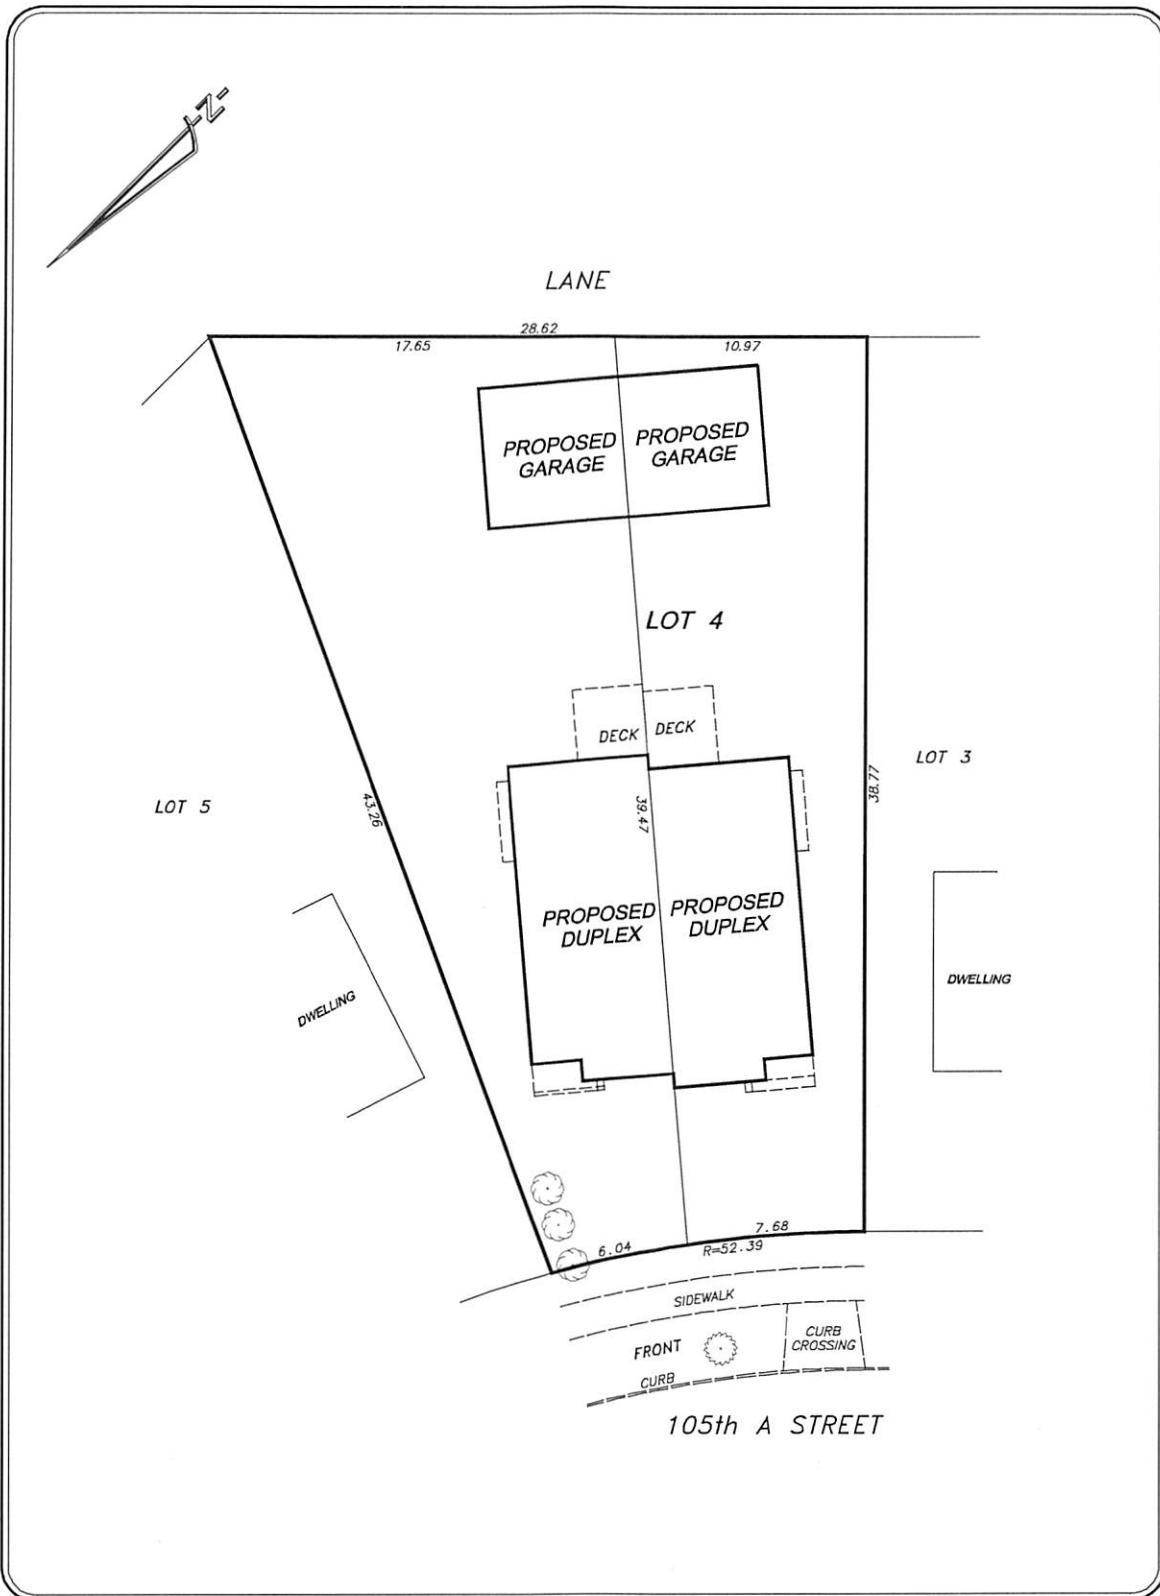 -N-
LANE
28.62
17.65
10.97
PROPOSED
GARAGE
PROPOSED
GARAGE
LOT 4
DECK
DECK
LOT 3
LOT 5
43.26
39.47
38.77
PROPOSED
DUPLEX
PROPOSED
DUPLEX
DWELLING
DWELLING
6.04
7.68
R=52.39
SIDEWALK
FRONT
CURB
CROSSING
CURB
105th A STREET